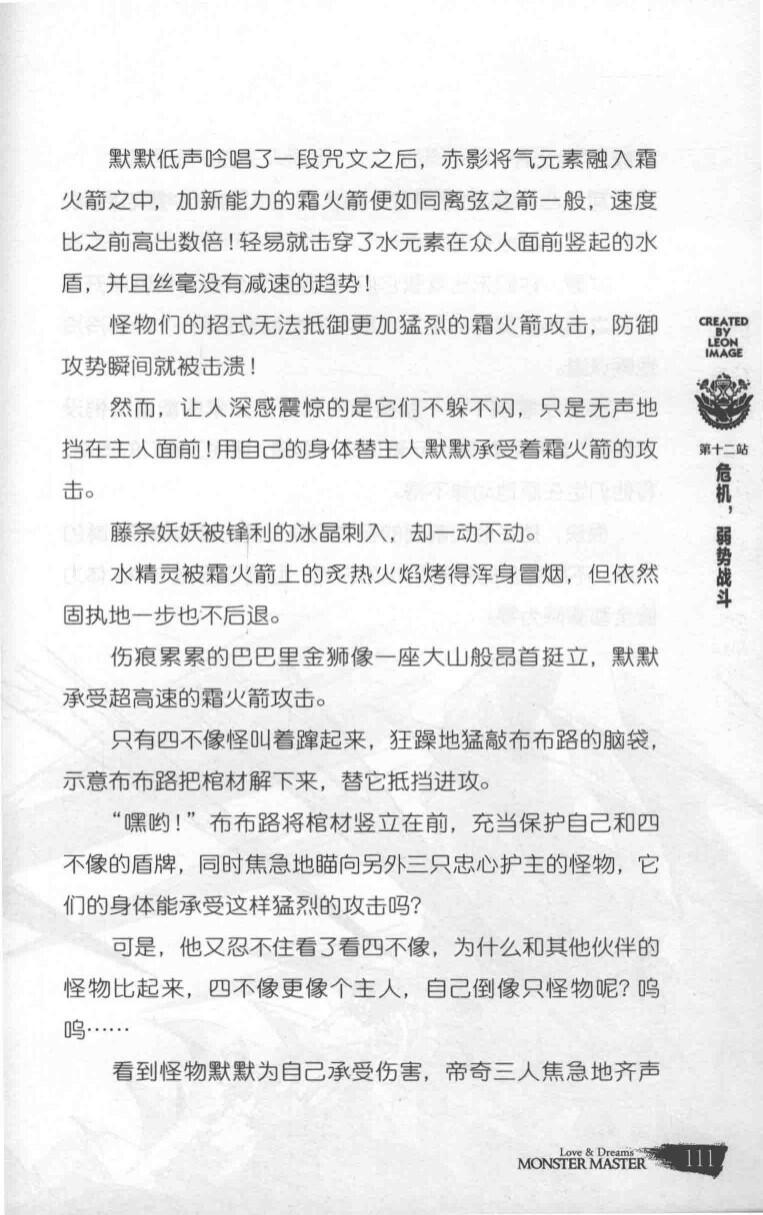 默默低声吟唱了一段咒文之后，赤影将气元素融入霜
火箭之中，加新能力的霜火箭便如同离弦之箭一般，速度
比之前高出数倍！轻易就击穿了水元素在众人面前竖起的水
盾，并且丝毫没有减速的趋势！
怪物们的招式无法抵御更加猛烈的霜火箭攻击，防御
攻势瞬间就被击溃！
然而，让人深感震惊的是它们不躲不闪，只是无声地
挡在主人面前！用自己的身体替主人默默承受着霜火箭的攻
击。
藤条妖妖被锋利的冰晶刺入，却一动不动。
水精灵被霜火箭上的炙热火焰烤得浑身冒烟，但依然
固执地一步也不后退。
伤痕累累的巴巴里金狮像一座大山般昂首挺立，默默
承受超高速的霜火箭攻击。
只有四不像怪叫着蹿起来，狂躁地猛敲布布路的脑袋，
示意布布路把棺材解下来，替它抵挡进攻。
“嘿哟！”布布路将棺材竖立在前，充当保护自己和四
不像的盾牌，同时焦急地瞄向另外三只忠心护主的怪物，它
们的身体能承受这样猛烈的攻击吗？
可是，他又忍不住看了看四不像，为什么和其他伙伴的
怪物比起来，四不像更像个主人，自己倒像只怪物呢？呜
呜……
看到怪物默默为自己承受伤害，帝奇三人焦急地齐声
CREATED
BY
LEON
IMAGE
第十二站
危机，弱势战斗
Love & Dreams
MONSTER MASTER
111